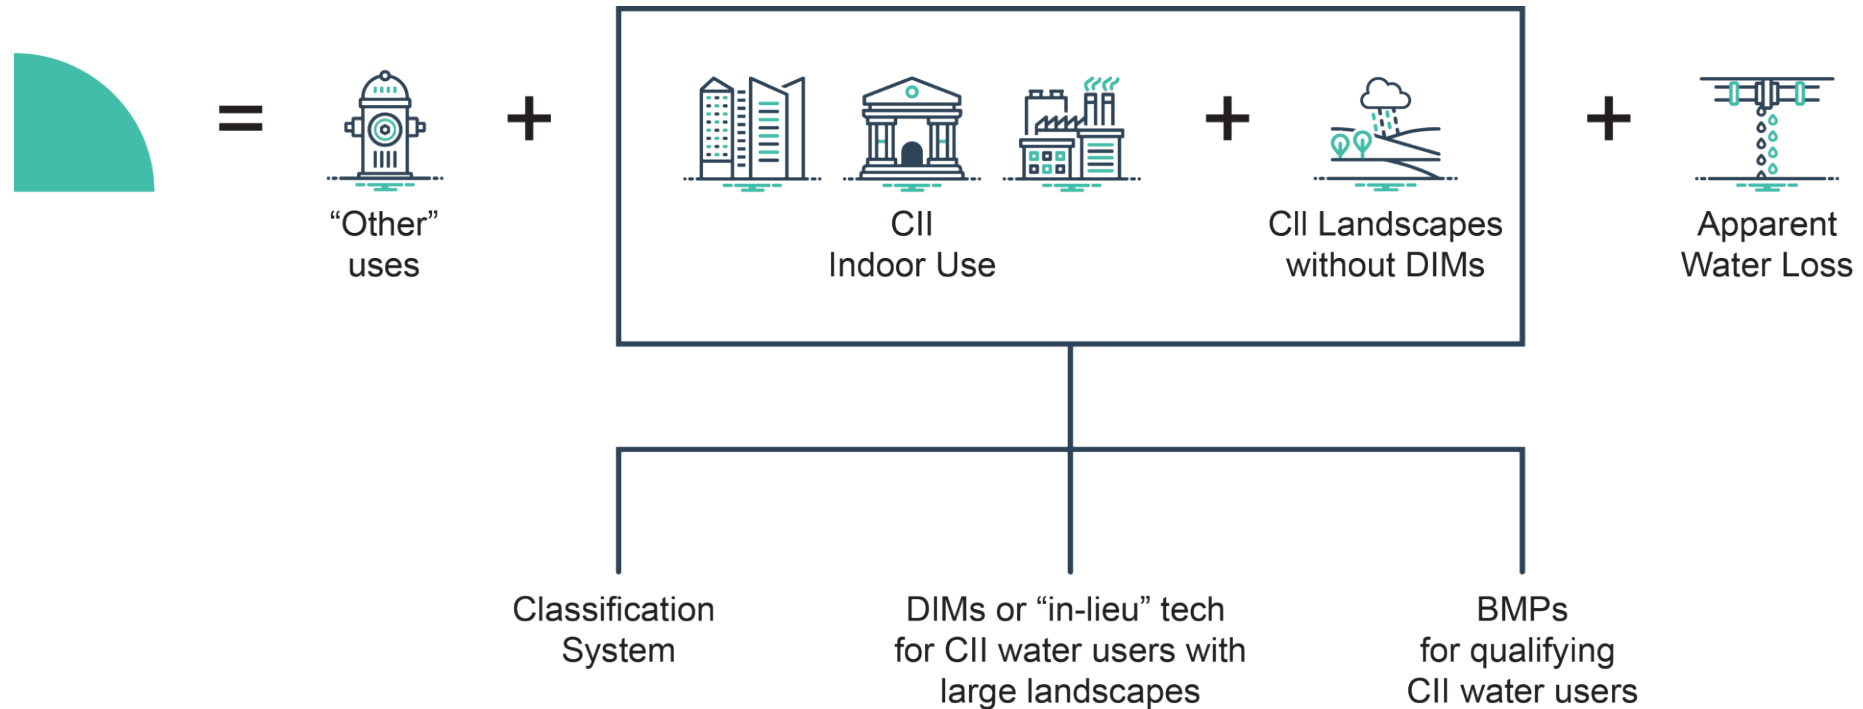 =
+
+
+
“Other”
uses
CII
Indoor Use
CII Landscapes
without DIMs
Apparent
Water Loss
Classification
System
DIMs or “in-lieu” tech
for CII water users with
large landscapes
BMPs
for qualifying
CII water users